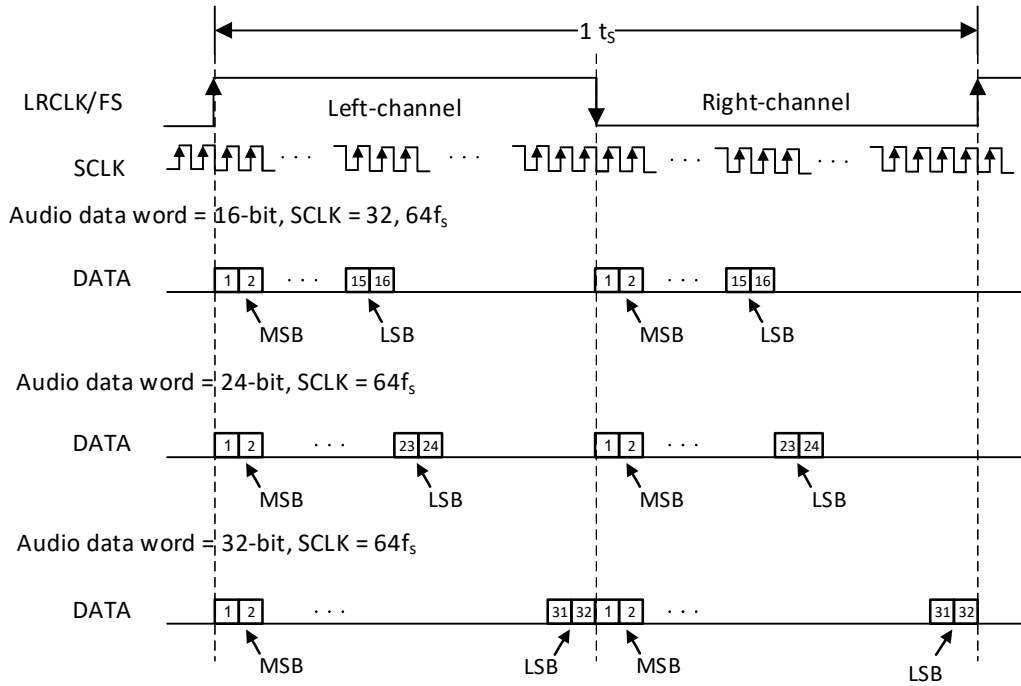 1 tS
LRCLK/FS
Left-channel
Right-channel
SCLK
. . .
. . .
. . .
. . .
Audio data word = 16-bit, SCLK = 32, 64fs
DATA
1 2 . . . 15 16 1 2 . . . 15 16
MSB LSB MSB LSB
Audio data word = 24-bit, SCLK = 64fs
DATA
1 2 . . . 23 24 1 2 . . . 23 24
MSB LSB MSB LSB
Audio data word = 32-bit, SCLK = 64fs
DATA
1 2 . . . 31 32 1 2 . . . 31 32
MSB LSB MSB LSB